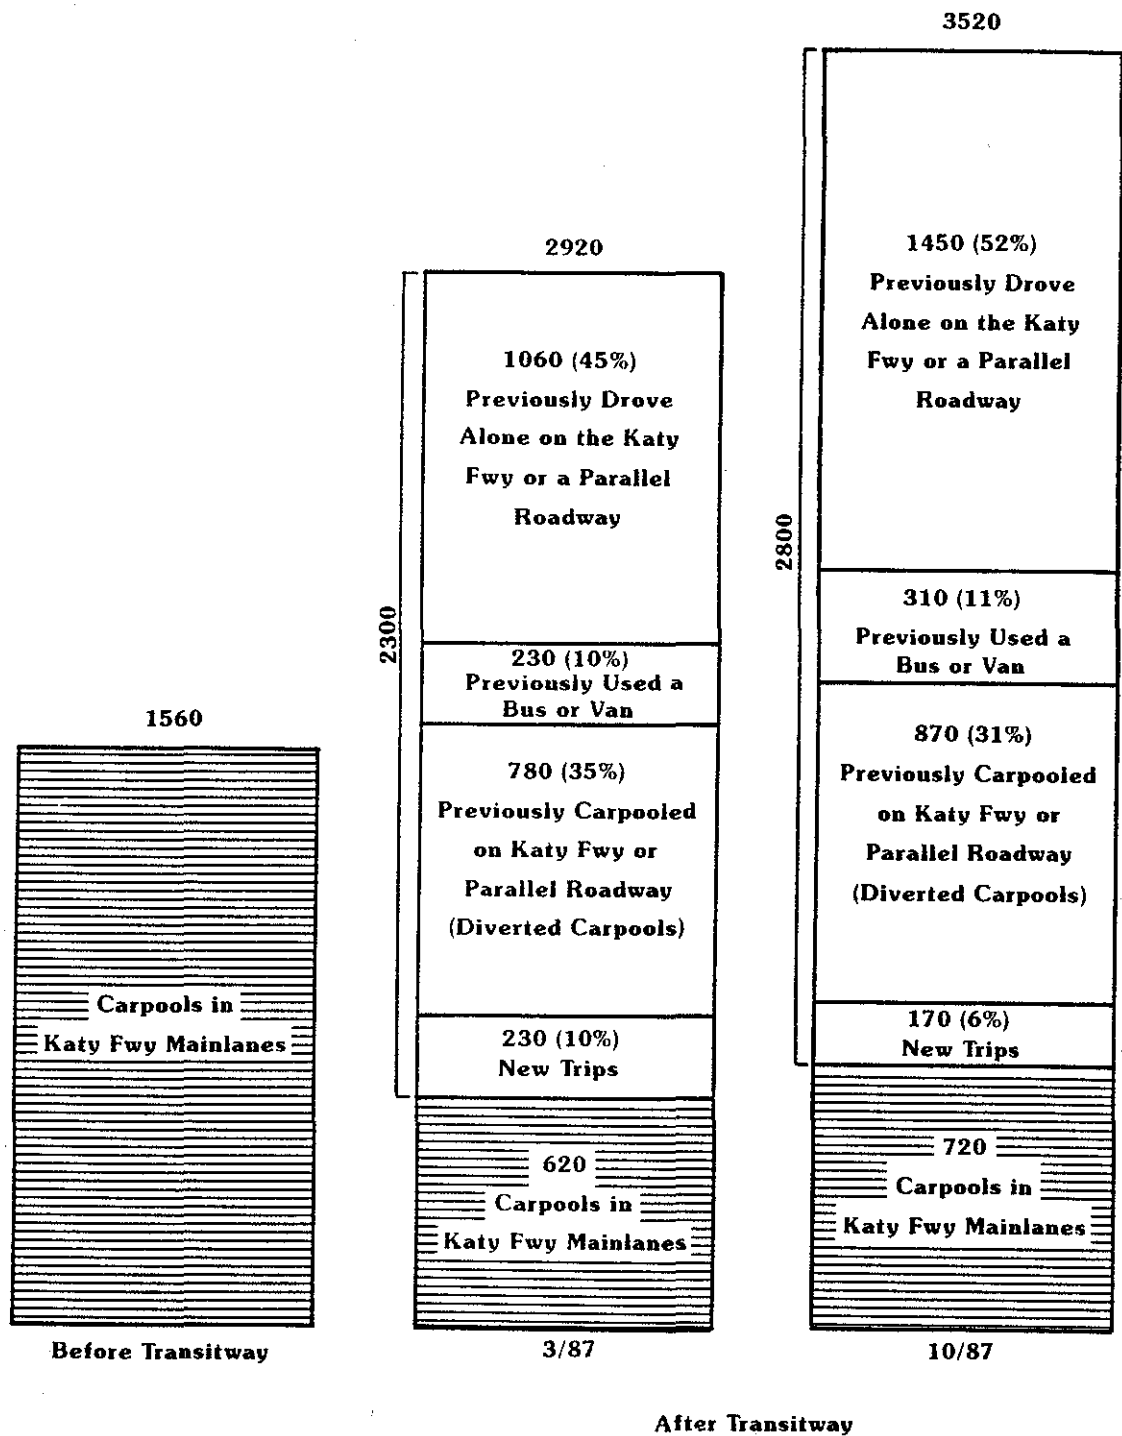 1560
Carpools in
Katy Fwy Mainlanes
Before Transitway
2920
2300
1060 (45%)
Previously Drove
Alone on the Katy
Fwy or a Parallel
Roadway
230 (10%)
Previously Used a
Bus or Van
780 (35%)
Previously Carpooled
on Katy Fwy or
Parallel Roadway
(Diverted Carpools)
230 (10%)
New Trips
620
Carpools in
Katy Fwy Mainlanes
3/87
3520
2800
1450 (52%)
Previously Drove
Alone on the Katy
Fwy or a Parallel
Roadway
310 (11%)
Previously Used a
Bus or Van
870 (31%)
Previously Carpooled
on Katy Fwy or
Parallel Roadway
(Diverted Carpools)
170 (6%)
New Trips
720
Carpools in
Katy Fwy Mainlanes
10/87
After Transitway